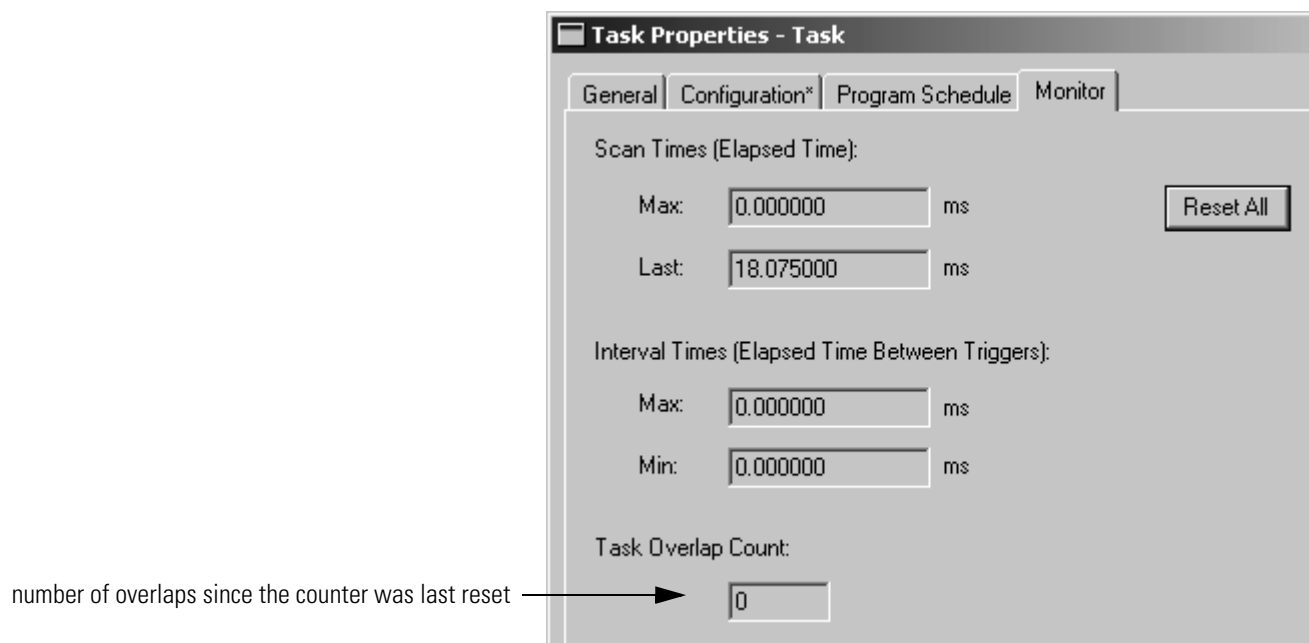 Task Properties - Task
General Configuration* Program Schedule Monitor
Scan Times (Elapsed Time):
Max: 0.000000 ms Reset All
Last: 18.075000 ms
Interval Times (Elapsed Time Between Triggers):
Max: 0.000000 ms
Min: 0.000000 ms
Task Overlap Count:
number of overlaps since the counter was last reset 0